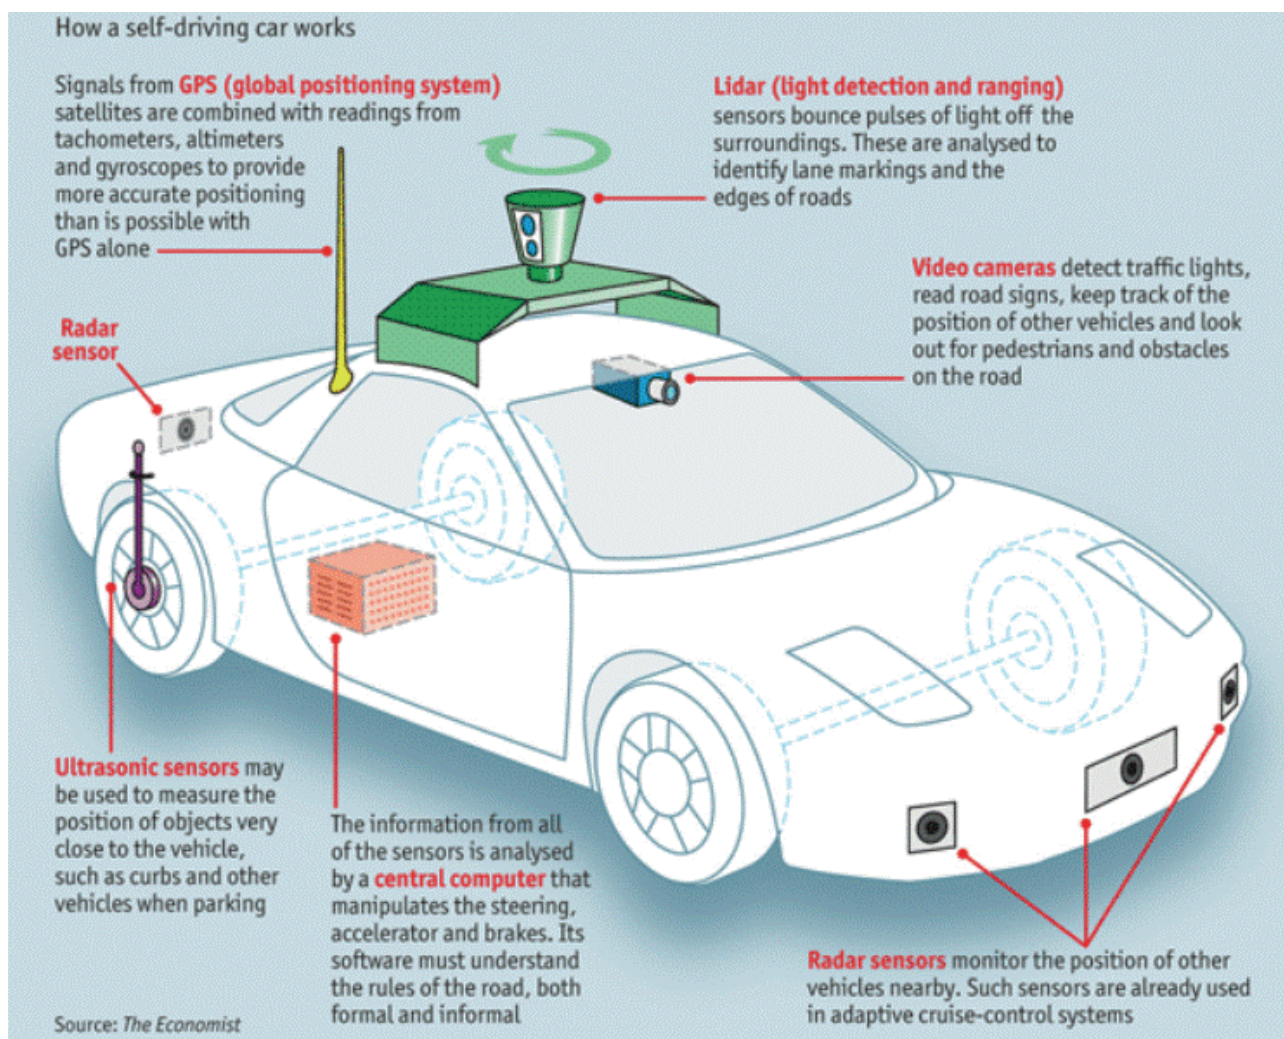 How a self-driving car works
Signals from GPS (global positioning system)
satellites are combined with readings from
tachometers, altimeters
and gyroscopes to provide
more accurate positioning
than is possible with
GPS alone
Lidar (light detection and ranging)
sensors bounce pulses of light off the
surroundings. These are analysed to
identify lane markings and the
edges of roads
Video cameras detect traffic lights,
read road signs, keep track of the
position of other vehicles and look
out for pedestrians and obstacles
on the road
Radar
sensor
Ultrasonic sensors may
be used to measure the
position of objects very
close to the vehicle,
such as curbs and other
vehicles when parking
The information from all
of the sensors is analysed
by a central computer that
manipulates the steering,
accelerator and brakes. Its
software must understand
the rules of the road, both
formal and informal
Radar sensors monitor the position of other
vehicles nearby. Such sensors are already used
in adaptive cruise-control systems
Source: The Economist